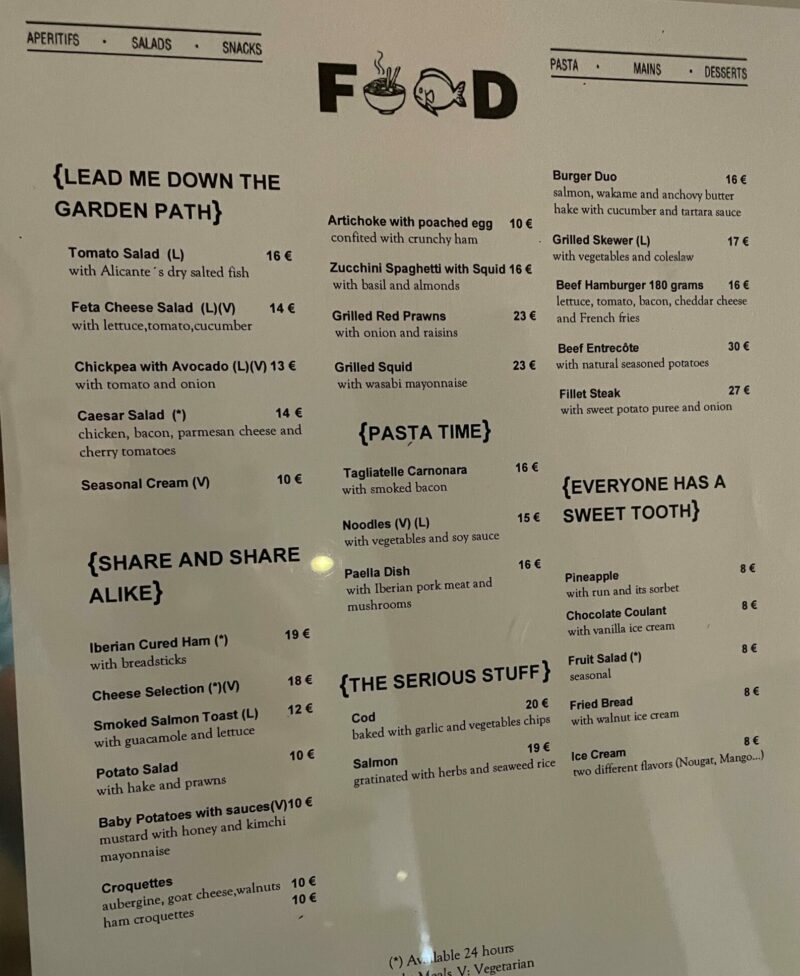 APERITIFS · SALADS · SNACKS
FOOD
PASTA · MAINS · DESSERTS
{LEAD ME DOWN THE
GARDEN PATH}
Tomato Salad (L) 16 €
with Alicante´s dry salted fish
Feta Cheese Salad (L)(V) 14 €
with lettuce,tomato,cucumber
Chickpea with Avocado (L)(V) 13 €
with tomato and onion
Caesar Salad (*) 14 €
chicken, bacon, parmesan cheese and
cherry tomatoes
Seasonal Cream (V) 10 €
{SHARE AND SHARE
ALIKE}
Iberian Cured Ham (*) 19 €
with breadsticks
Cheese Selection (*)(V) 18 €
Smoked Salmon Toast (L) 12 €
with guacamole and lettuce
Potato Salad 10 €
with hake and prawns
Baby Potatoes with sauces(V)10 €
mustard with honey and kimchi
mayonnaise
Croquettes
aubergine, goat cheese,walnuts 10 €
ham croquettes 10 €
Artichoke with poached egg 10 €
confited with crunchy ham
Zucchini Spaghetti with Squid 16 €
with basil and almonds
Grilled Red Prawns 23 €
with onion and raisins
Grilled Squid 23 €
with wasabi mayonnaise
{PASTA TIME}
Tagliatelle Carnonara 16 €
with smoked bacon
Noodles (V) (L) 15 €
with vegetables and soy sauce
Paella Dish 16 €
with Iberian pork meat and
mushrooms
{THE SERIOUS STUFF}
Cod 20 €
baked with garlic and vegetables chips
Salmon 19 €
gratinated with herbs and seaweed rice
Burger Duo 16 €
salmon, wakame and anchovy butter
hake with cucumber and tartara sauce
Grilled Skewer (L) 17 €
with vegetables and coleslaw
Beef Hamburger 180 grams 16 €
lettuce, tomato, bacon, cheddar cheese
and French fries
Beef Entrecôte 30 €
with natural seasoned potatoes
Fillet Steak 27 €
with sweet potato puree and onion
{EVERYONE HAS A
SWEET TOOTH}
Pineapple 8 €
with run and its sorbet
Chocolate Coulant 8 €
with vanilla ice cream
Fruit Salad (*) 8 €
seasonal
Fried Bread 8 €
with walnut ice cream
Ice Cream 8 €
two different flavors (Nougat, Mango...)
(*) Available 24 hours
Meals V: Vegerarian